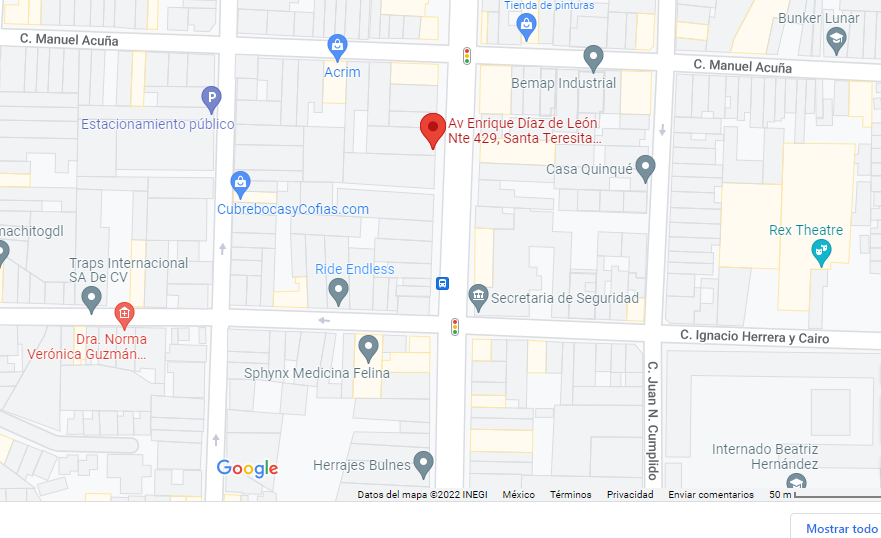 Tienda de pinturas
Bunker Lunar
C. Manuel Acuña
Acrim
C. Manuel Acuña
Bemap Industrial
P
Estacionamiento público
Av Enrique Díaz de León
Nte 429, Santa Teresita...
Casa Quinqué
CubrebocasyCofias.com
machitogdl
Rex Theatre
Traps Internacional
SA De CV
Ride Endless
Secretaria de Seguridad
C. Ignacio Herrera y Cairo
Dra. Norma
Verónica Guzmán...
Sphynx Medicina Felina
C. Juan N. Cumplido
Internado Beatriz
Hernández
Google
Herrajes Bulnes
Datos del mapa ©2022 INEGI México Términos Privacidad Enviar comentarios 50 m
Mostrar todo